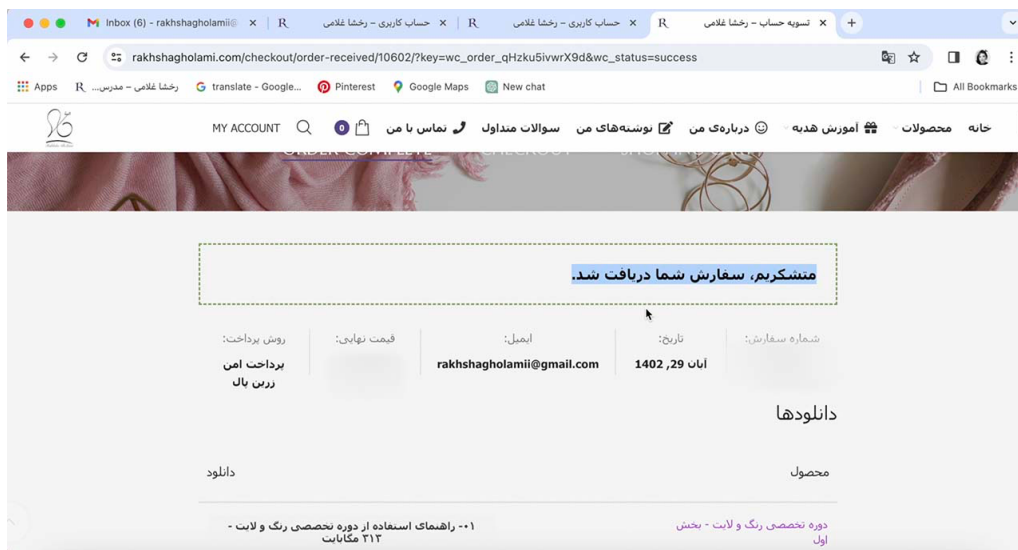 Inbox (6) - rakhshagholamii@
حساب کاربری – رخشا غلامی
حساب کاربری – رخشا غلامی
تسویه حساب – رخشا غلامی
rakhshagholami.com/checkout/order-received/10602/?key=wc_order_qHzku5ivwrX9d&wc_status=success
Apps
رخشا غلامی – مدرس...
translate - Google...
Pinterest
Google Maps
New chat
All Bookmarks
خانه محصولات آموزش هدیه درباره‌ی من نوشته‌های من سوالات متداول تماس با من 0 MY ACCOUNT
ORDER COMPLETE
CHECKOUT
متشکریم، سفارش شما دریافت شد.
شماره سفارش:
تاریخ:
آبان 29, 1402
ایمیل:
rakhshagholamii@gmail.com
قیمت نهایی:
روش پرداخت:
پرداخت امن
زرین پال
دانلودها
محصول دانلود
دوره تخصصی رنگ و لایت - بخش
اول
۰۱- راهنمای استفاده از دوره تخصصی رنگ و لایت -
۳۱۳ مگابایت